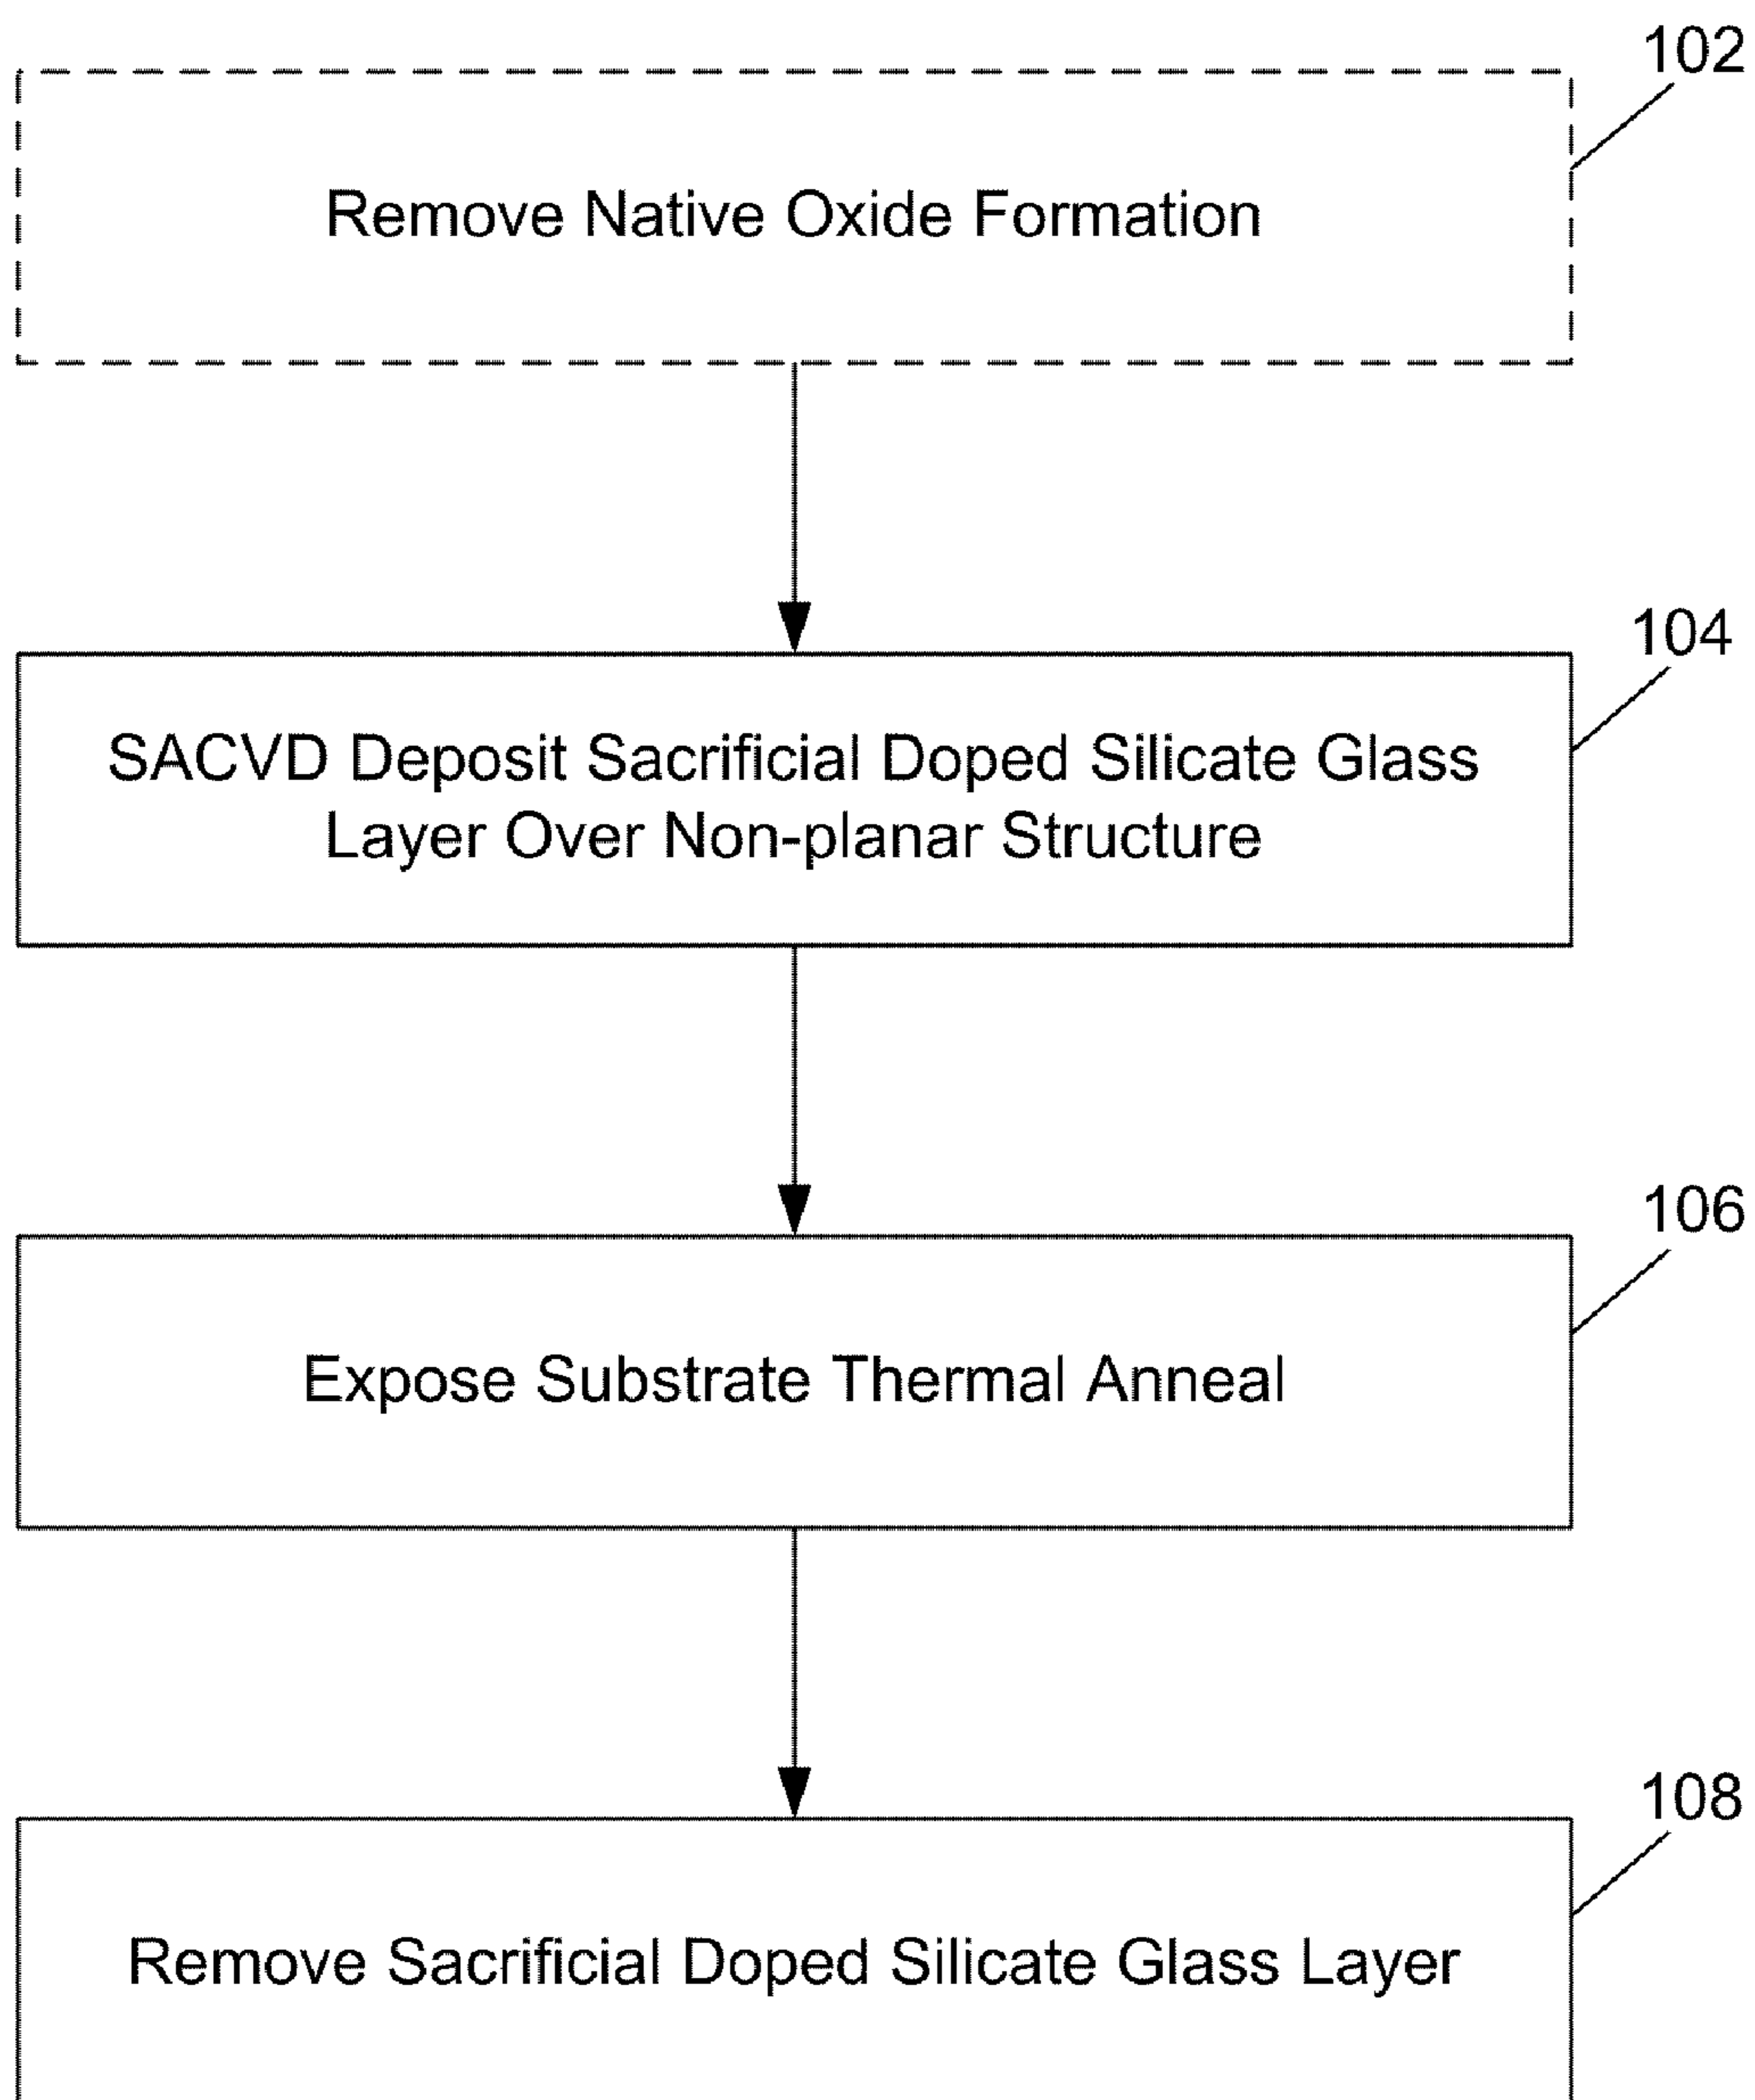 102
Remove Native Oxide Formation
104
SACVD Deposit Sacrificial Doped Silicate Glass
Layer Over Non-planar Structure
106
Expose Substrate Thermal Anneal
108
Remove Sacrificial Doped Silicate Glass Layer